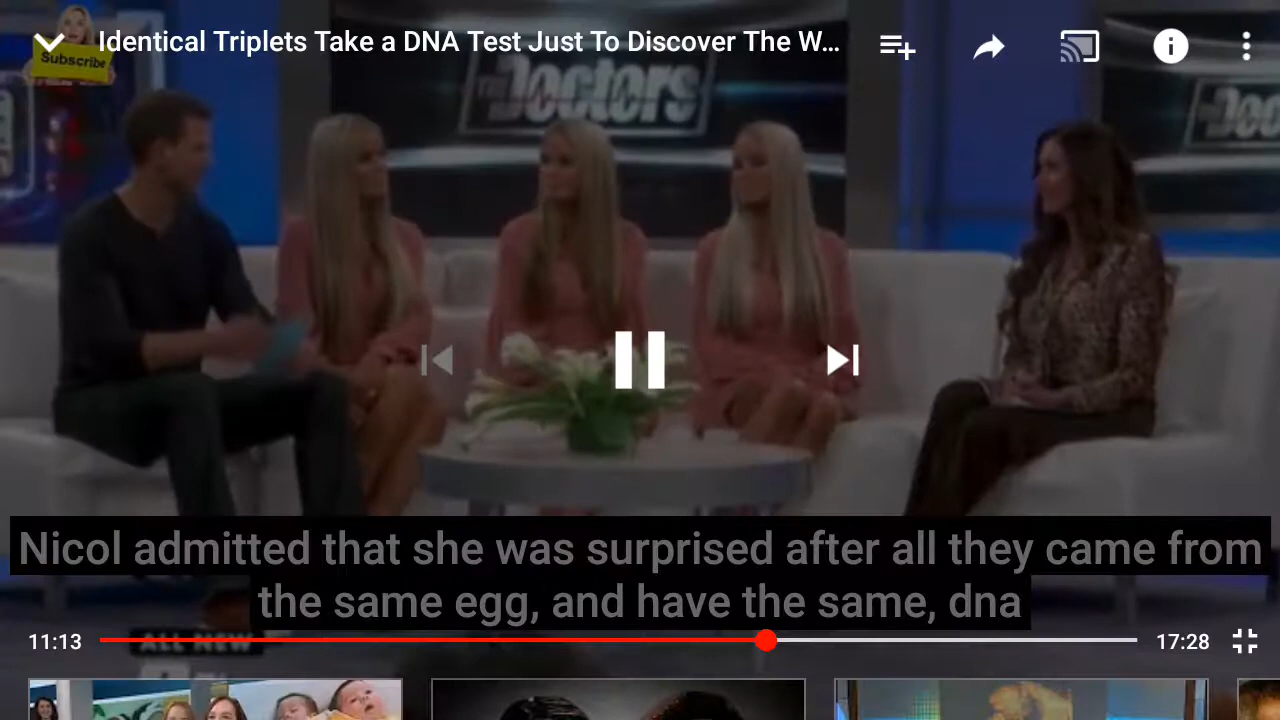 Identical Triplets Take a DNA Test Just To Discover The W...
Subscribe
THE Doctors
Nicol admitted that she was surprised after all they came from
the same egg, and have the same, dna
11:13
17:28
ALL NEW